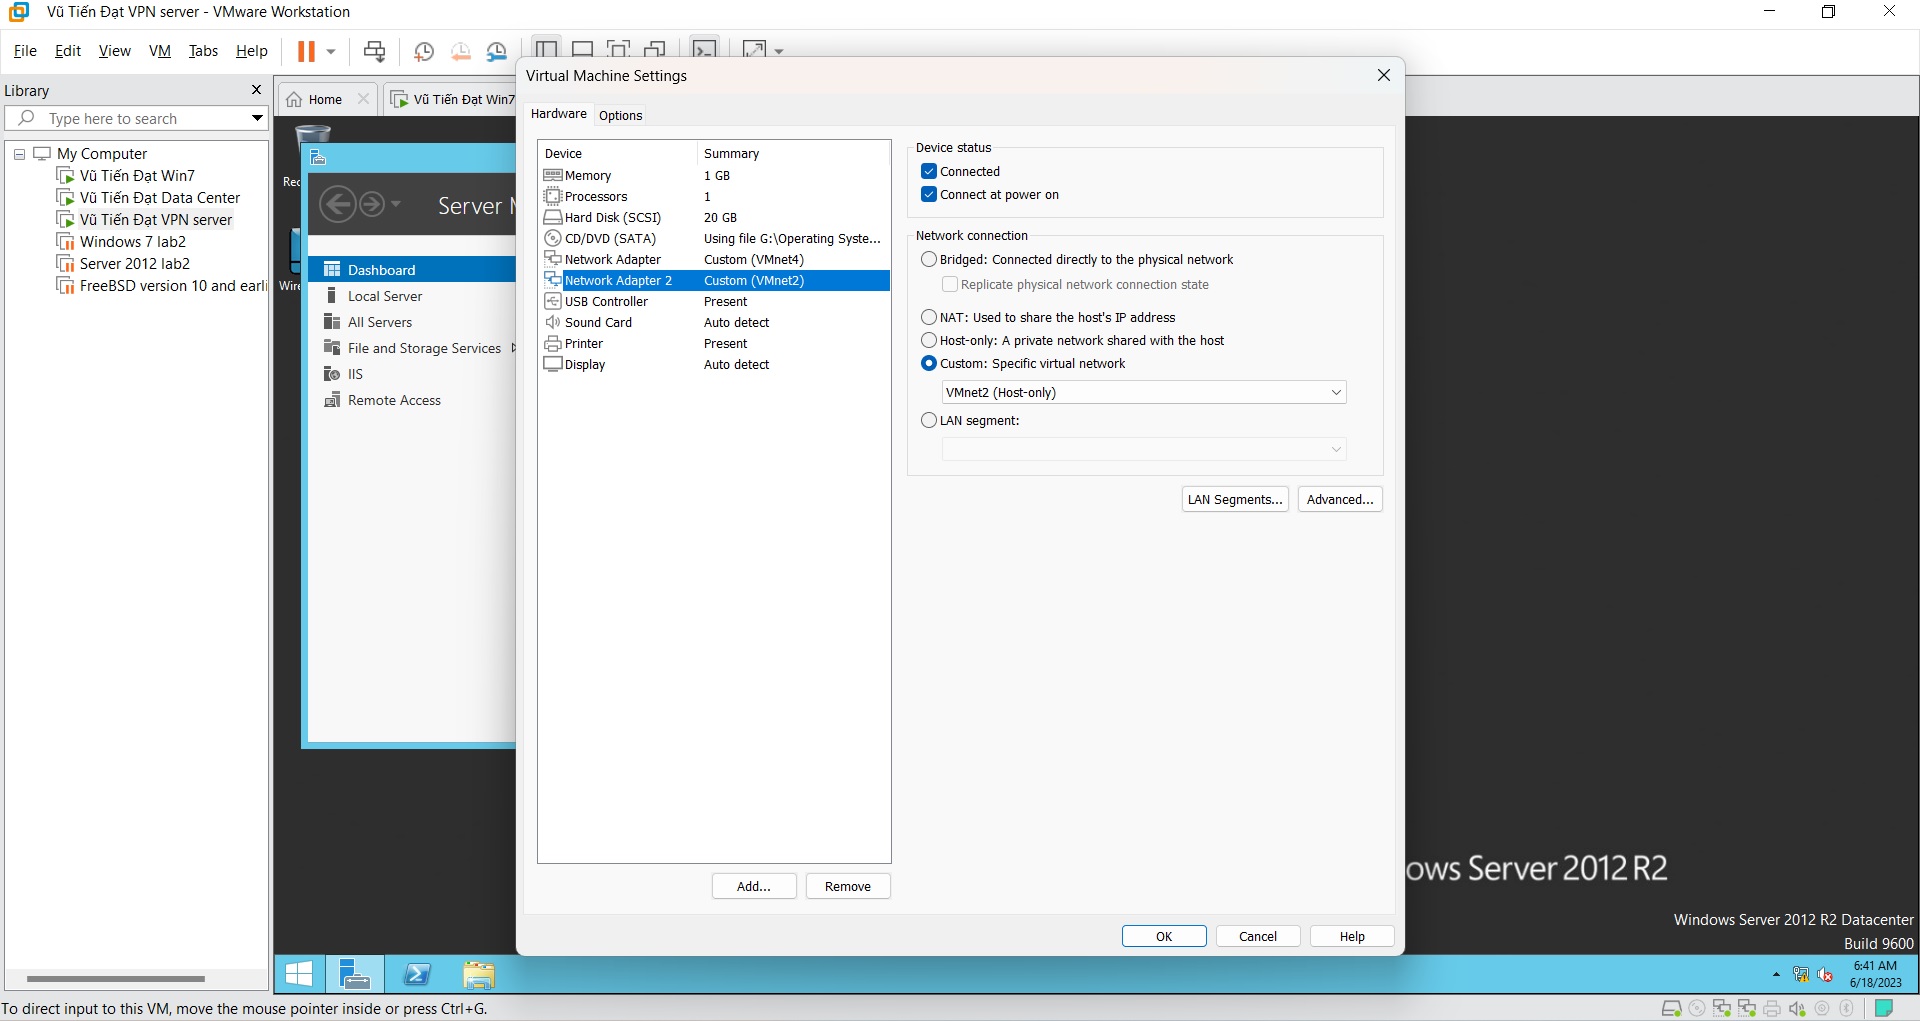 Vũ Tiến Đạt VPN server - VMware Workstation
File Edit View VM Tabs Help
Library
Type here to search
My Computer
Vũ Tiến Đạt Win7
Vũ Tiến Đạt Data Center
Vũ Tiến Đạt VPN server
Windows 7 lab2
Server 2012 lab2
FreeBSD version 10 and earli
Home
Vũ Tiến Đạt Win7
Rec
Wire
Server M
Dashboard
Local Server
All Servers
File and Storage Services
IIS
Remote Access
Virtual Machine Settings
Hardware Options
Device Summary
Memory 1 GB
Processors 1
Hard Disk (SCSI) 20 GB
CD/DVD (SATA) Using file G:\Operating Syste...
Network Adapter Custom (VMnet4)
Network Adapter 2 Custom (VMnet2)
USB Controller Present
Sound Card Auto detect
Printer Present
Display Auto detect
Add... Remove
Device status
Connected
Connect at power on
Network connection
Bridged: Connected directly to the physical network
Replicate physical network connection state
NAT: Used to share the host's IP address
Host-only: A private network shared with the host
Custom: Specific virtual network
VMnet2 (Host-only)
LAN segment:
LAN Segments... Advanced...
OK Cancel Help
ows Server 2012 R2
Windows Server 2012 R2 Datacenter
Build 9600
6:41 AM
6/18/2023
To direct input to this VM, move the mouse pointer inside or press Ctrl+G.